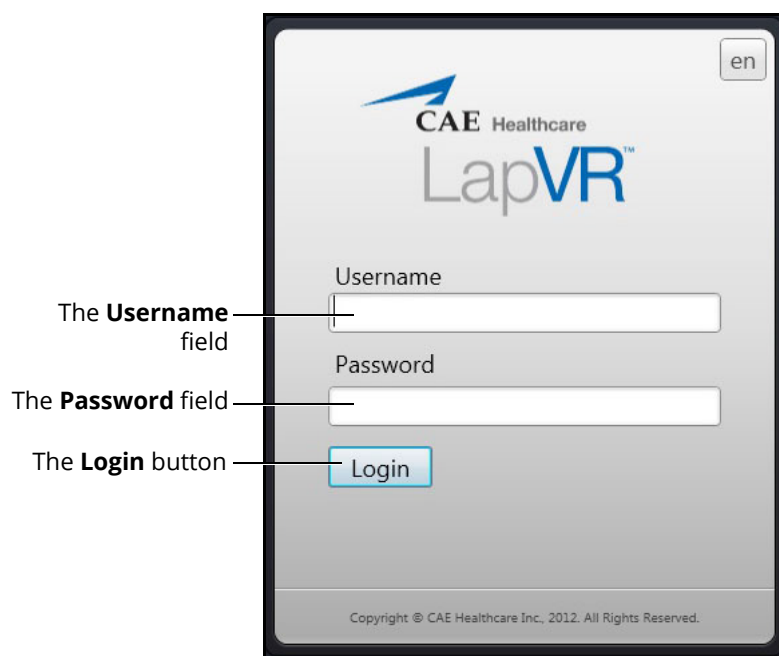 en
CAE Healthcare
LapVR™
Username
The Username
field
Password
The Password field
The Login button
Login
Copyright © CAE Healthcare Inc., 2012. All Rights Reserved.